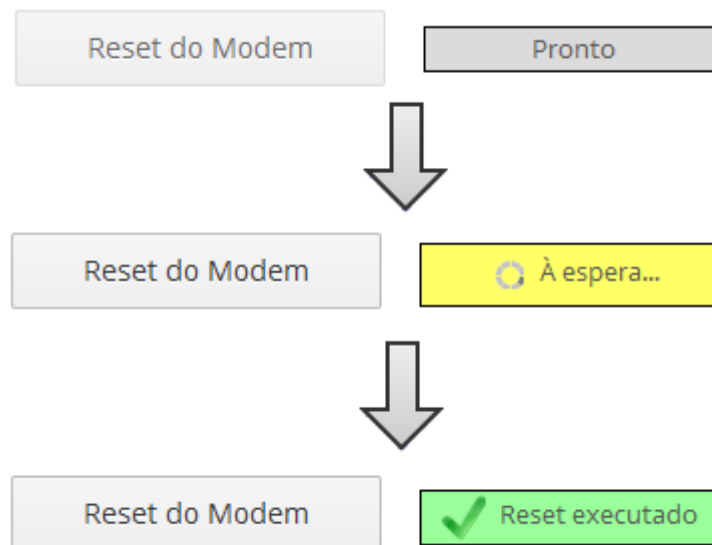 Reset do Modem
Pronto
Reset do Modem
À espera...
Reset do Modem
Reset executado